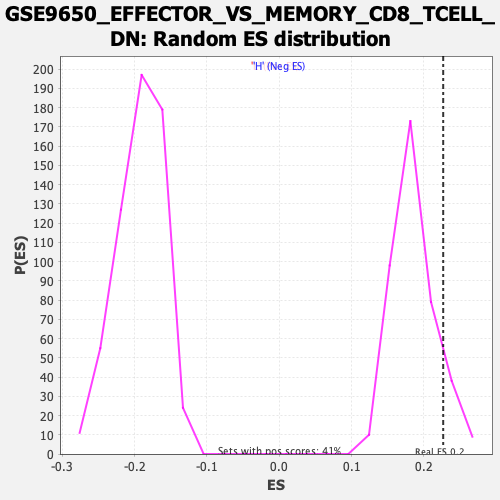 GSE9650_EFFECTOR_VS_MEMORY_CD8_TCELL_
DN: Random ES distribution
"H' (Neg ES)
200
190
180
170
160
150
140
130
120
110
100
90
80
70
60
50
40
30
20
10
0
P(ES)
Sets with pos scores: 41%
Real ES 0.2
-0.3 -0.2 -0.1 0.0 0.1 0.2
ES